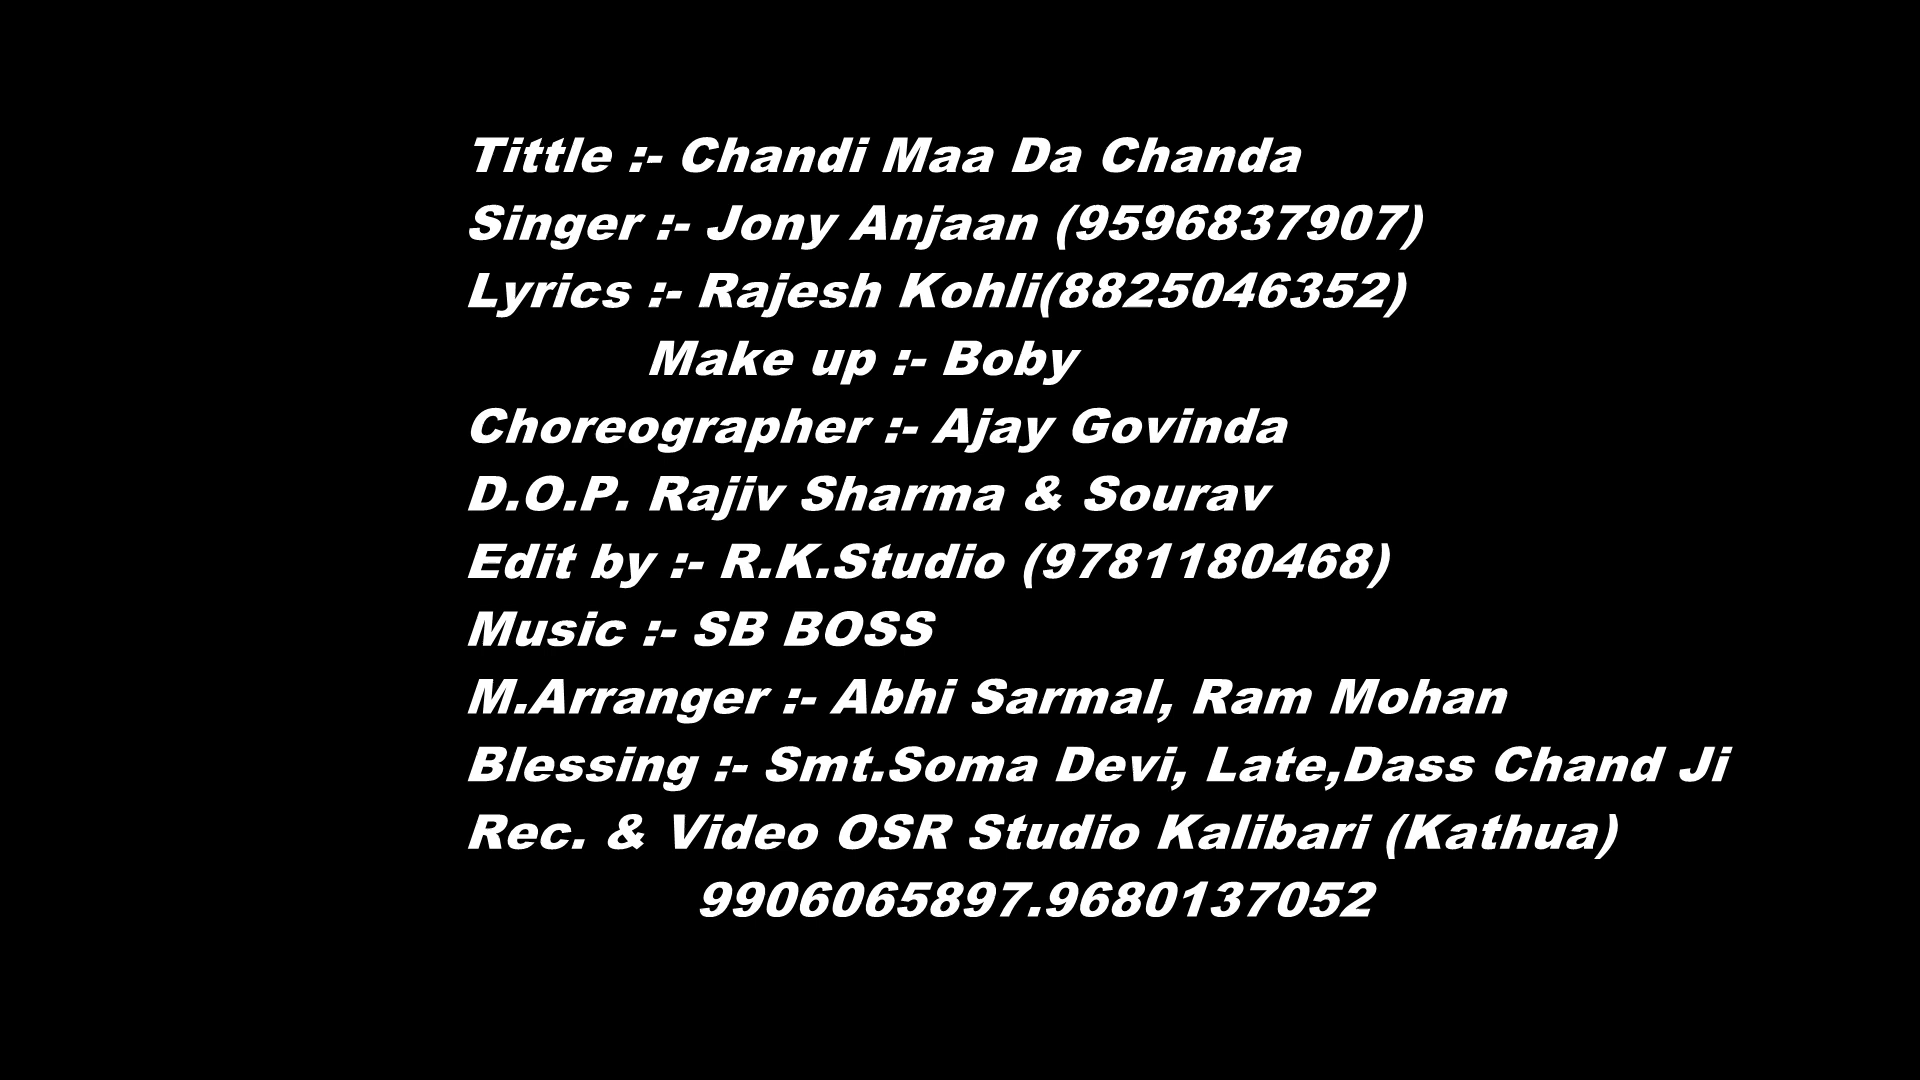 Tittle :- Chandi Maa Da Chanda
Singer :- Jony Anjaan (9596837907)
Lyrics :- Rajesh Kohli(8825046352)
Make up :- Boby
Choreographer :- Ajay Govinda
D.O.P. Rajiv Sharma & Sourav
Edit by :- R.K.Studio (9781180468)
Music :- SB BOSS
M.Arranger :- Abhi Sarmal, Ram Mohan
Blessing :- Smt.Soma Devi, Late,Dass Chand Ji
Rec. & Video OSR Studio Kalibari (Kathua)
9906065897.9680137052